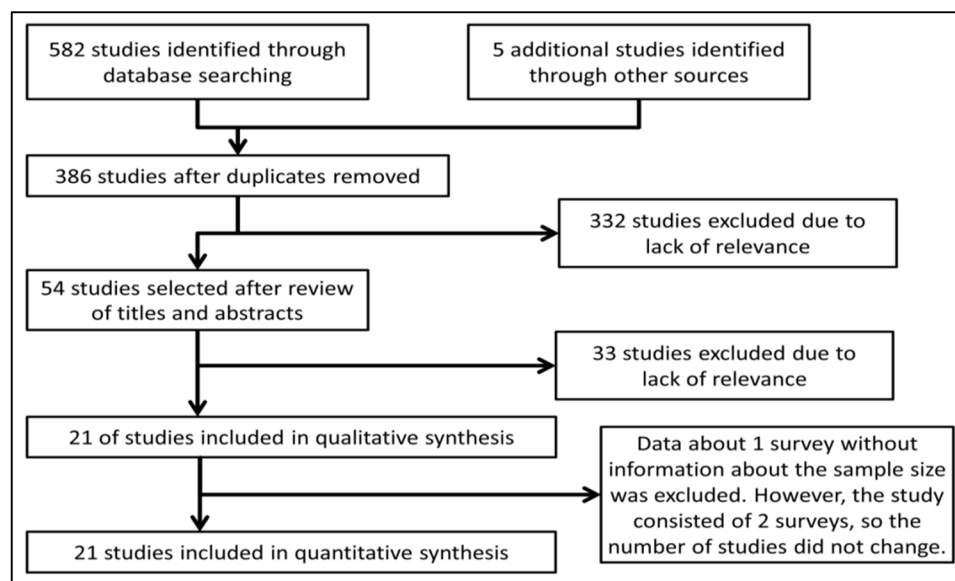 582 studies identified through
database searching
5 additional studies identified
through other sources
386 studies after duplicates removed
332 studies excluded due to
lack of relevance
54 studies selected after review
of titles and abstracts
33 studies excluded due to
lack of relevance
21 of studies included in qualitative synthesis
Data about 1 survey without
information about the sample size
was excluded. However, the study
consisted of 2 surveys, so the
number of studies did not change.
21 studies included in quantitative synthesis